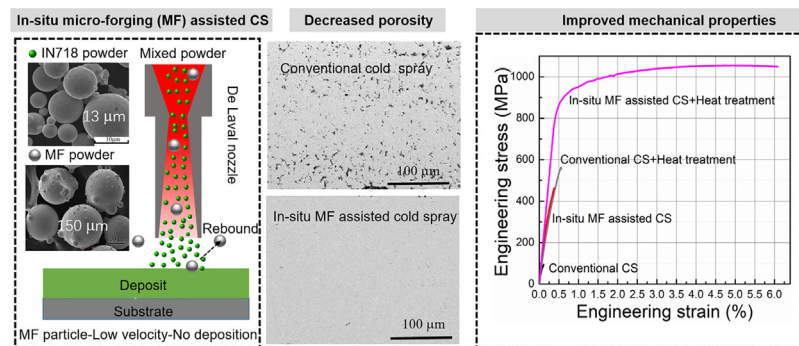 In-situ micro-forging (MF) assisted CS
IN718 powder
Mixed powder
13 µm
10µm
MF powder
150 µm
De Laval nozzle
Rebound
Deposit
Substrate
MF particle-Low velocity-No deposition
Decreased porosity
Conventional cold spray
100 µm
In-situ MF assisted cold spray
100 µm
Improved mechanical properties
Engineering stress (MPa)
1000
800
600
400
200
0
In-situ MF assisted CS+Heat treatment
Conventional CS+Heat treatment
In-situ MF assisted CS
Conventional CS
0.0 0.5 1.0 1.5 2.0 2.5 3.0 3.5 4.0 4.5 5.0 5.5 6.0
Engineering strain (%)